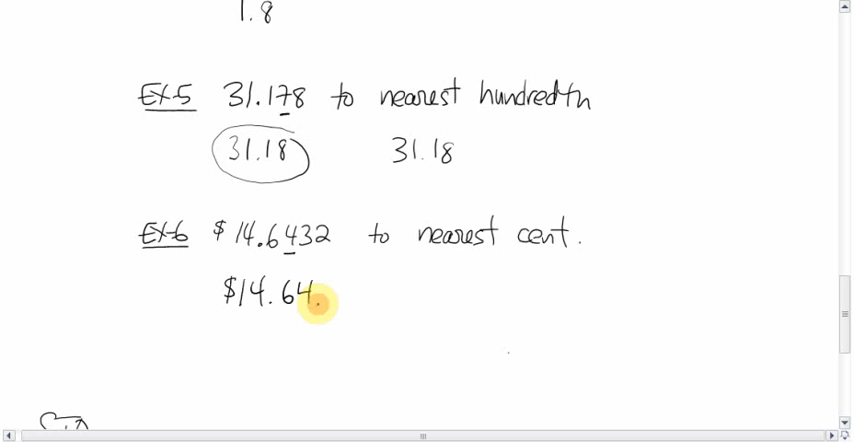 1.8
EX-5 31.178 to nearest hundredth
31.18 31.18
EX-6 $14.6432 to nearest cent.
$14.64.